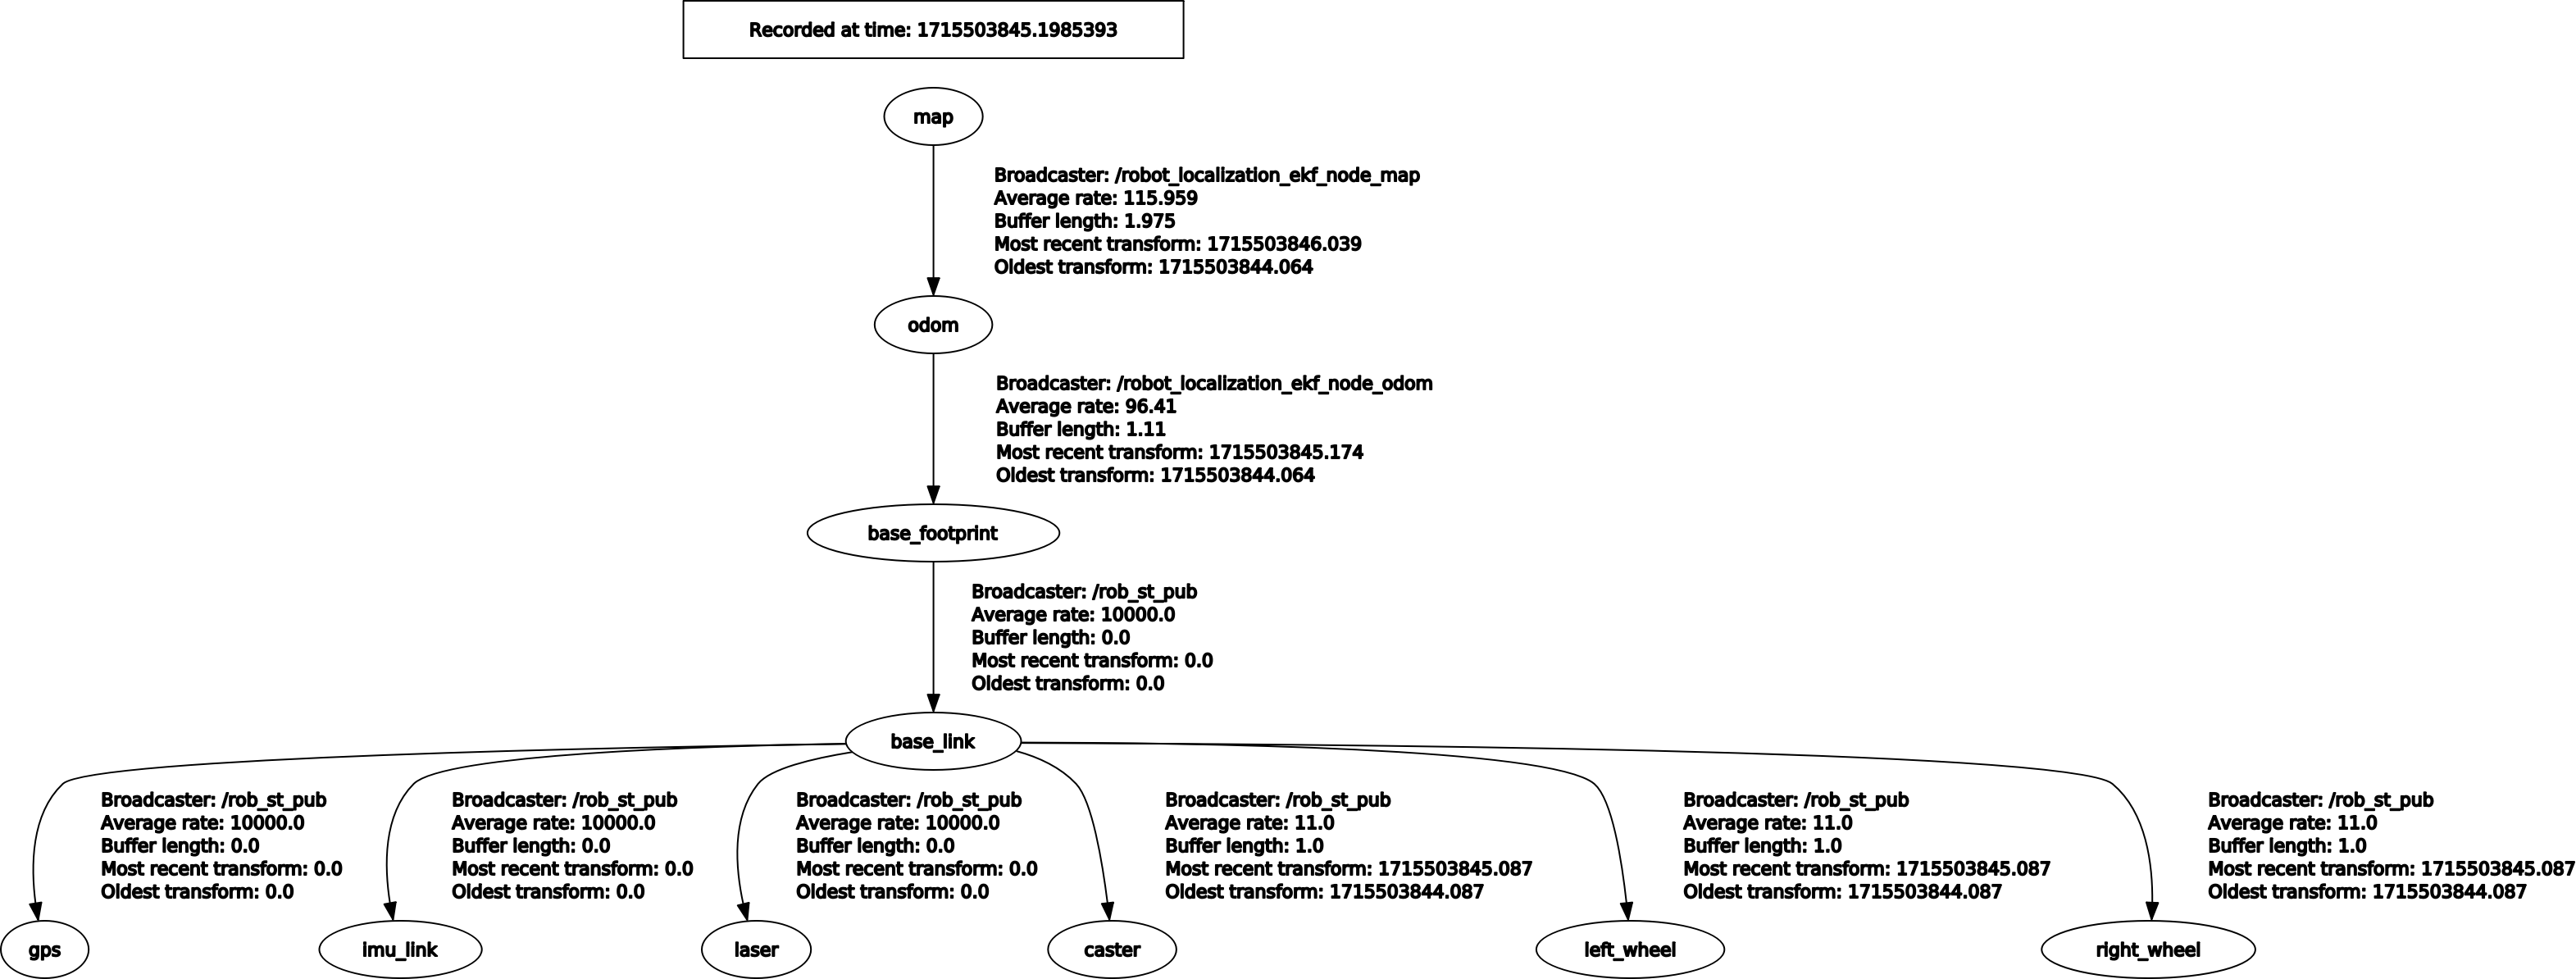 Recorded at time: 1715503845.1985393
map
Broadcaster: /robot_localization_ekf_node_map
Average rate: 115.959
Buffer length: 1.975
Most recent transform: 1715503846.039
Oldest transform: 1715503844.064
odom
Broadcaster: /robot_localization_ekf_node_odom
Average rate: 96.41
Buffer length: 1.11
Most recent transform: 1715503845.174
Oldest transform: 1715503844.064
base_footprint
Broadcaster: /rob_st_pub
Average rate: 10000.0
Buffer length: 0.0
Most recent transform: 0.0
Oldest transform: 0.0
base_link
Broadcaster: /rob_st_pub
Average rate: 10000.0
Buffer length: 0.0
Most recent transform: 0.0
Oldest transform: 0.0
Broadcaster: /rob_st_pub
Average rate: 10000.0
Buffer length: 0.0
Most recent transform: 0.0
Oldest transform: 0.0
Broadcaster: /rob_st_pub
Average rate: 10000.0
Buffer length: 0.0
Most recent transform: 0.0
Oldest transform: 0.0
Broadcaster: /rob_st_pub
Average rate: 11.0
Buffer length: 1.0
Most recent transform: 1715503845.087
Oldest transform: 1715503844.087
Broadcaster: /rob_st_pub
Average rate: 11.0
Buffer length: 1.0
Most recent transform: 1715503845.087
Oldest transform: 1715503844.087
Broadcaster: /rob_st_pub
Average rate: 11.0
Buffer length: 1.0
Most recent transform: 1715503845.087
Oldest transform: 1715503844.087
gps
imu_link
laser
caster
left_wheel
right_wheel